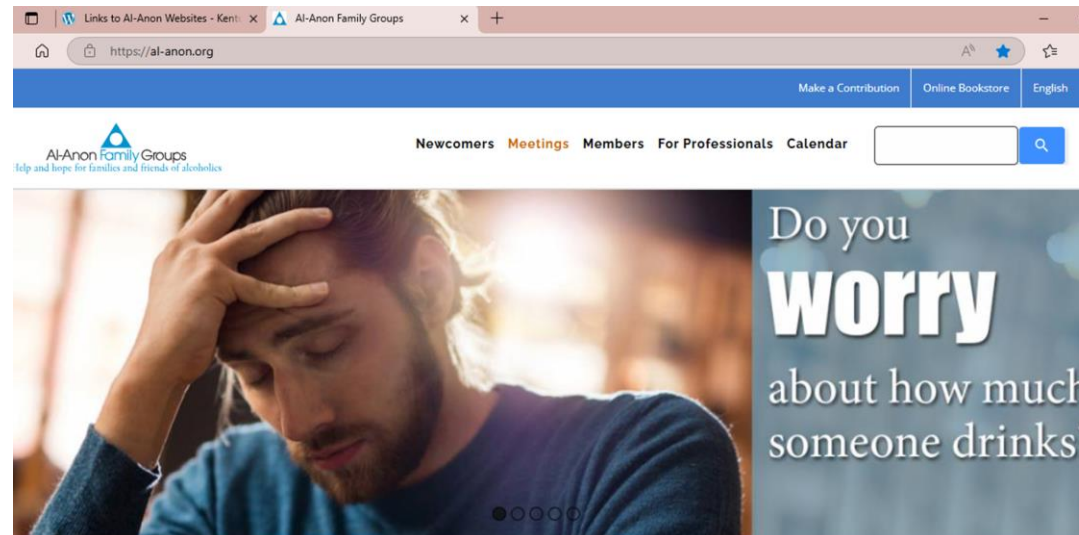 Links to Al-Anon Websites - Kent
Al-Anon Family Groups
https://al-anon.org
Make a Contribution
Online Bookstore
English
Al-Anon Family Groups
Help and hope for families and friends of alcoholics
Newcomers Meetings Members For Professionals Calendar
Do you
worry
about how much
someone drinks